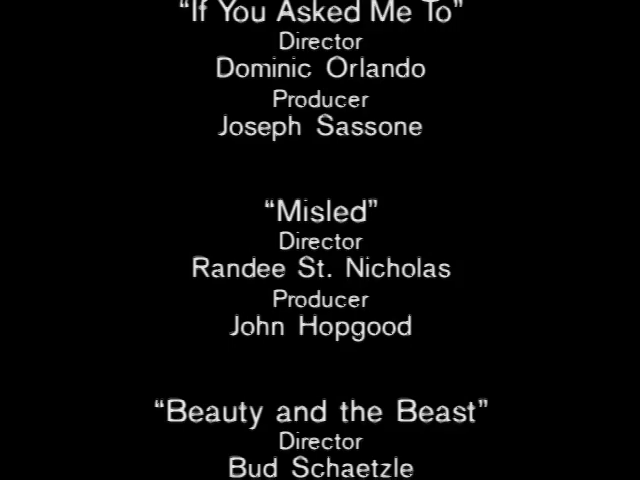 “If You Asked Me To”
Director
Dominic Orlando
Producer
Joseph Sassone
“Misled”
Director
Randee St. Nicholas
Producer
John Hopgood
“Beauty and the Beast”
Director
Bud Schaetzle